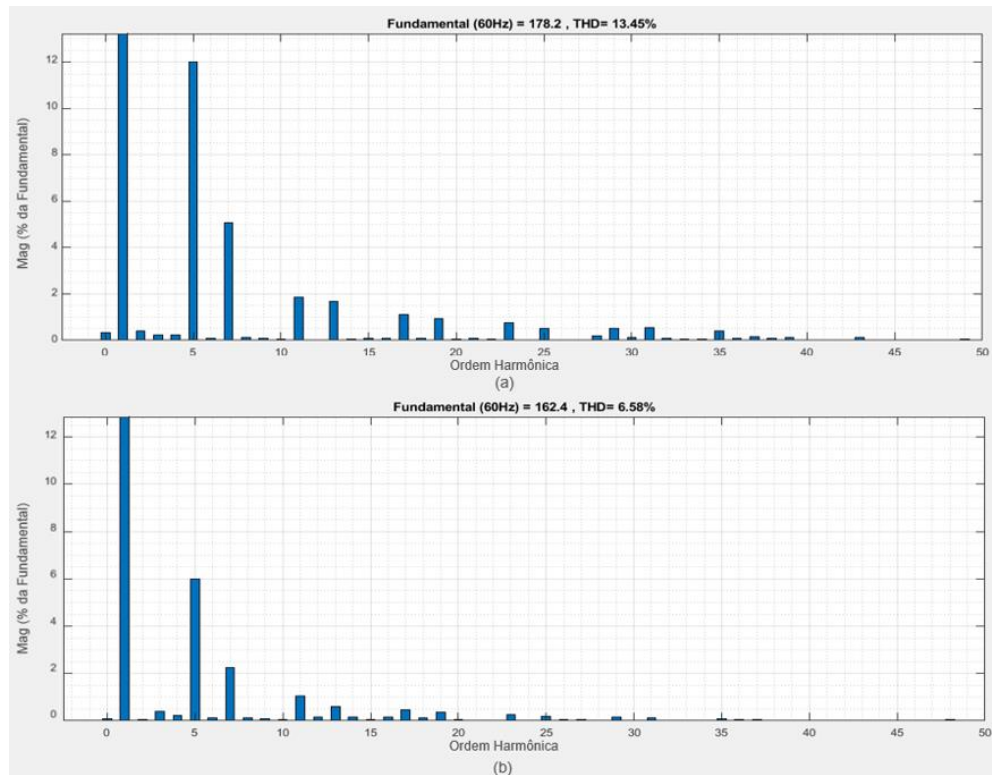 Fundamental (60Hz) = 178.2 , THD= 13.45%
12
10
8
6
4
2
0
Mag (% da Fundamental)
0 5 10 15 20 25 30 35 40 45 50
Ordem Harmônica
(a)
Fundamental (60Hz) = 162.4 , THD= 6.58%
12
10
8
6
4
2
0
Mag (% da Fundamental)
0 5 10 15 20 25 30 35 40 45 50
Ordem Harmônica
(b)